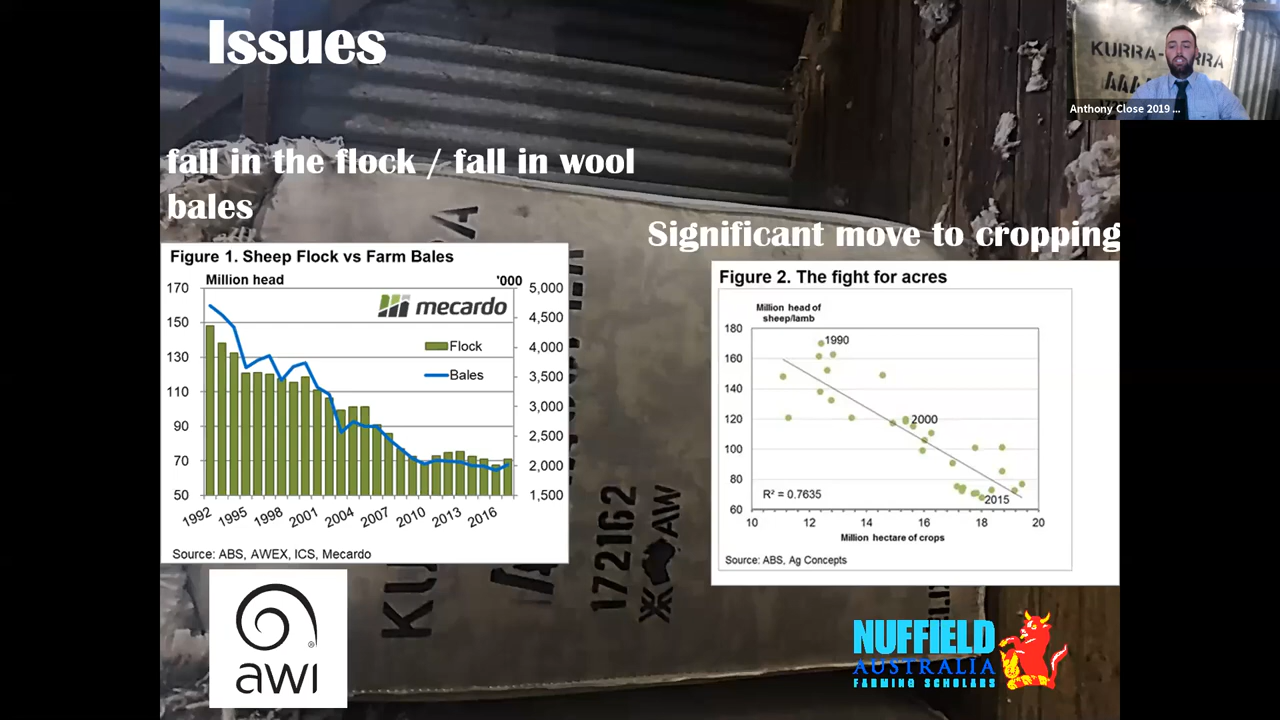 Issues
fall in the flock / fall in wool
bales
Significant move to cropping
Figure 1. Sheep Flock vs Farm Bales
Million head
'000
mecardo
Flock
Bales
170
150
130
110
90
70
50
5,000
4,500
4,000
3,500
3,000
2,500
2,000
1,500
1992
1995
1998
2001
2004
2007
2010
2013
2016
Source: ABS, AWEX, ICS, Mecardo
Figure 2. The fight for acres
Million head of
sheep/lamb
180
160
140
120
100
80
60
1990
2000
2015
R² = 0.7635
10
12
14
16
18
20
Million hectare of crops
Source: ABS, Ag Concepts
172162
AW
KU
awi
®
NUFFIELD
AUSTRALIA
FARMING SCHOLARS
KURRA-
RRA
Anthony Close 2019 ...